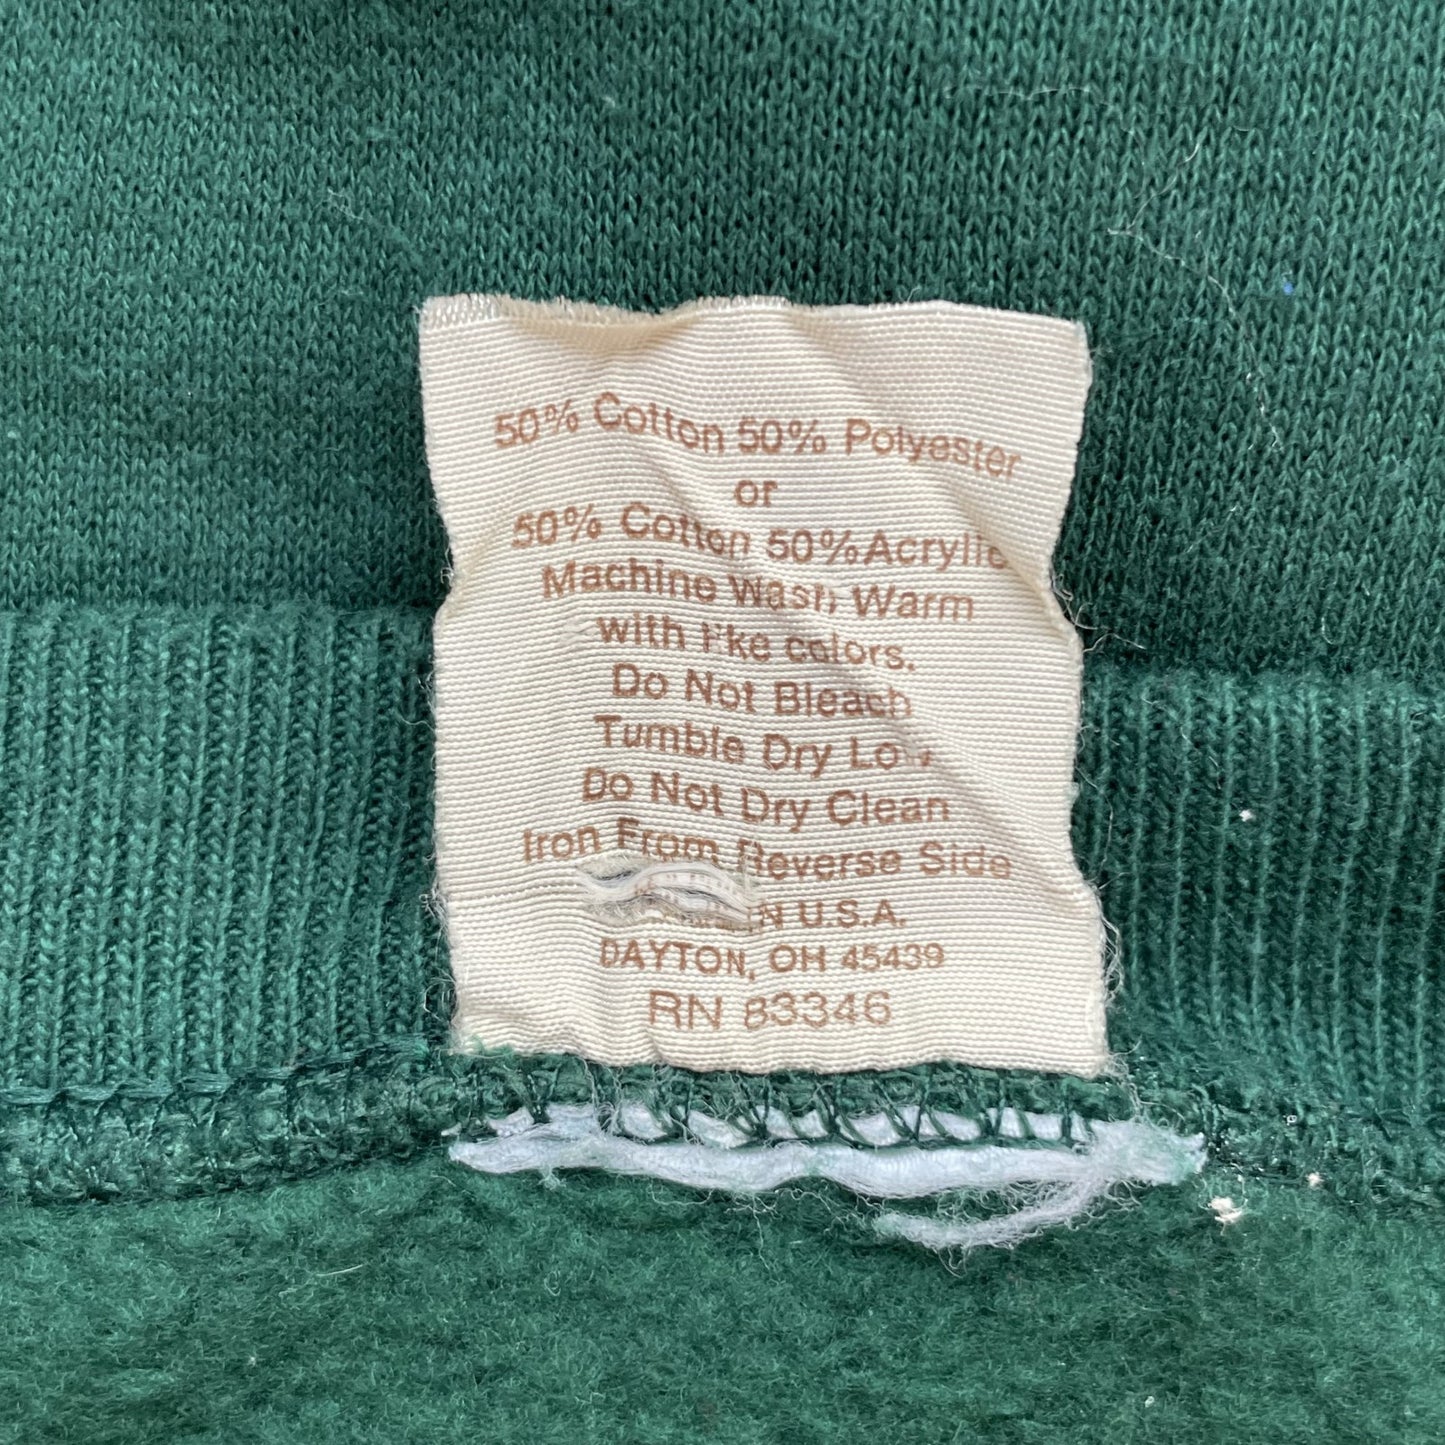 50% Cotton 50% Polyester
or
50% Cotton 50% Acrylic
Machine Wash Warm
with like colors.
Do Not Bleach
Tumble Dry Low
Do Not Dry Clean
Iron From Reverse Side
IN U.S.A.
DAYTON, OH 45439
RN 83346